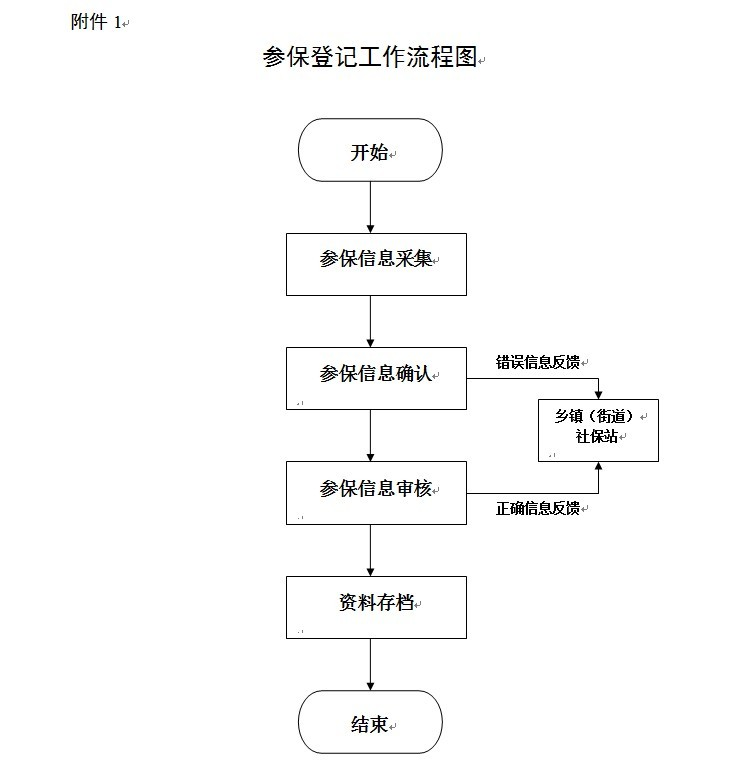 附件 1
参保登记工作流程图
开始
参保信息采集
参保信息确认
错误信息反馈
乡镇（街道）
社保站
参保信息审核
正确信息反馈
资料存档
结束